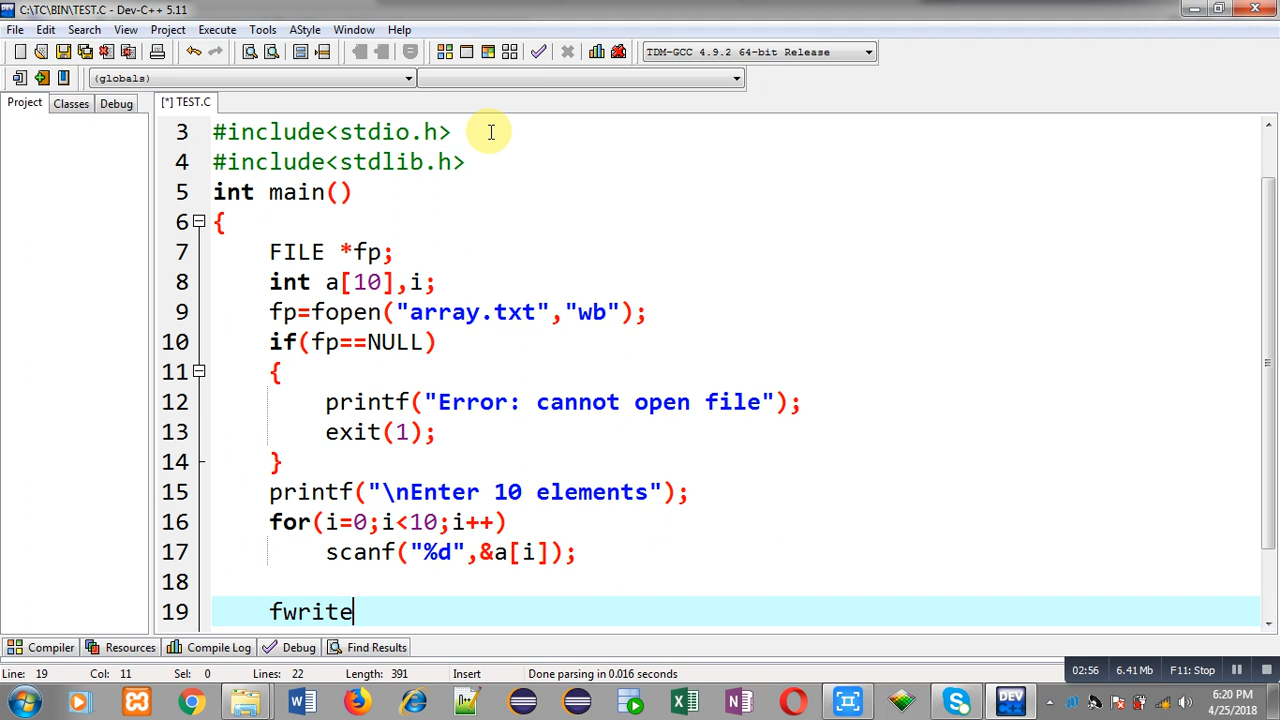 C:\TC\BIN\TEST.C - Dev-C++ 5.11
File Edit Search View Project Execute Tools AStyle Window Help
TDM-GCC 4.9.2 64-bit Release
(globals)
Project Classes Debug [*] TEST.C
3 #include<stdio.h>
4 #include<stdlib.h>
5 int main()
6 {
7 FILE *fp;
8 int a[10],i;
9 fp=fopen("array.txt","wb");
10 if(fp==NULL)
11 {
12 printf("Error: cannot open file");
13 exit(1);
14 }
15 printf("\nEnter 10 elements");
16 for(i=0;i<10;i++)
17 scanf("%d",&a[i]);
18
19 fwrite
Compiler Resources Compile Log Debug Find Results
Line: 19 Col: 11 Sel: 0 Lines: 22 Length: 391 Insert Done parsing in 0.016 seconds 02:56 6.41 Mb F11: Stop
DEV
6:20 PM
4/25/2018